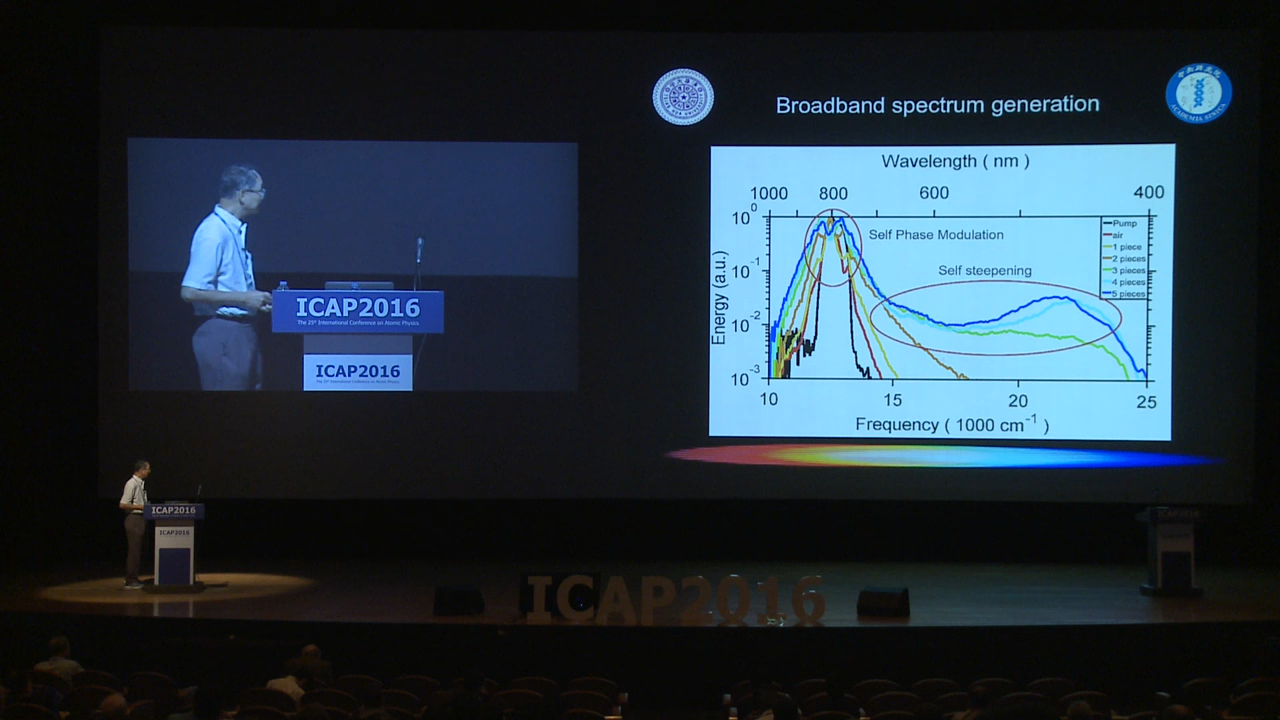 Broadband spectrum generation
ACADEMIA SINICA
Wavelength ( nm )
1000 800 600 400
10⁰
10⁻¹
10⁻²
10⁻³
Energy (a.u.)
Self Phase Modulation
Self steepening
Pump
air
1 piece
2 pieces
3 pieces
4 pieces
5 pieces
10 15 20 25
Frequency ( 1000 cm⁻¹ )
ICAP2016
The 25th International Conference on Atomic Physics
ICAP2016
The 25th International Conference on Atomic Physics
ICAP2016
ICAP2016
ICAP2016
ICAP2016